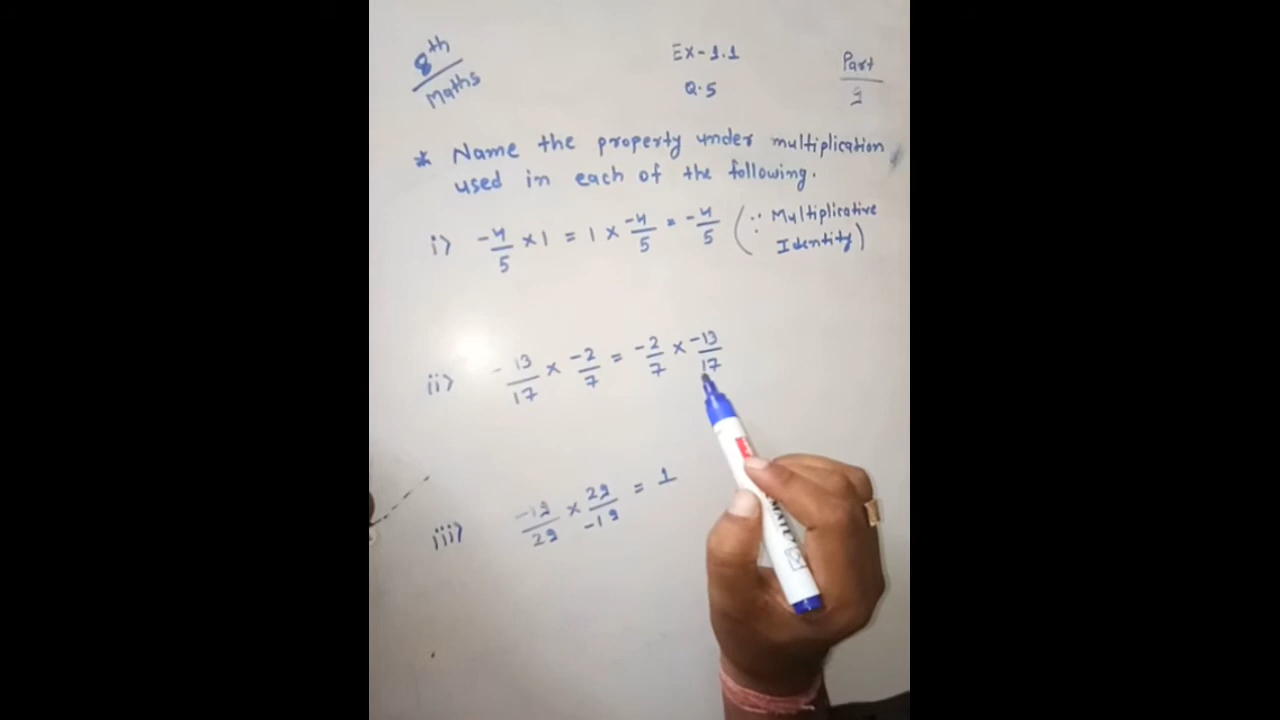 8th
Maths
Ex-1.1
Q.5
Part
9
* Name the property under multiplication
used in each of the following.
i> -4/5 × 1 = 1 × -4/5 = -4/5 (∵ Multiplicative
Identity)
ii> -13/17 × -2/7 = -2/7 × -13/17
iii> -19/29 × 29/-19 = 1